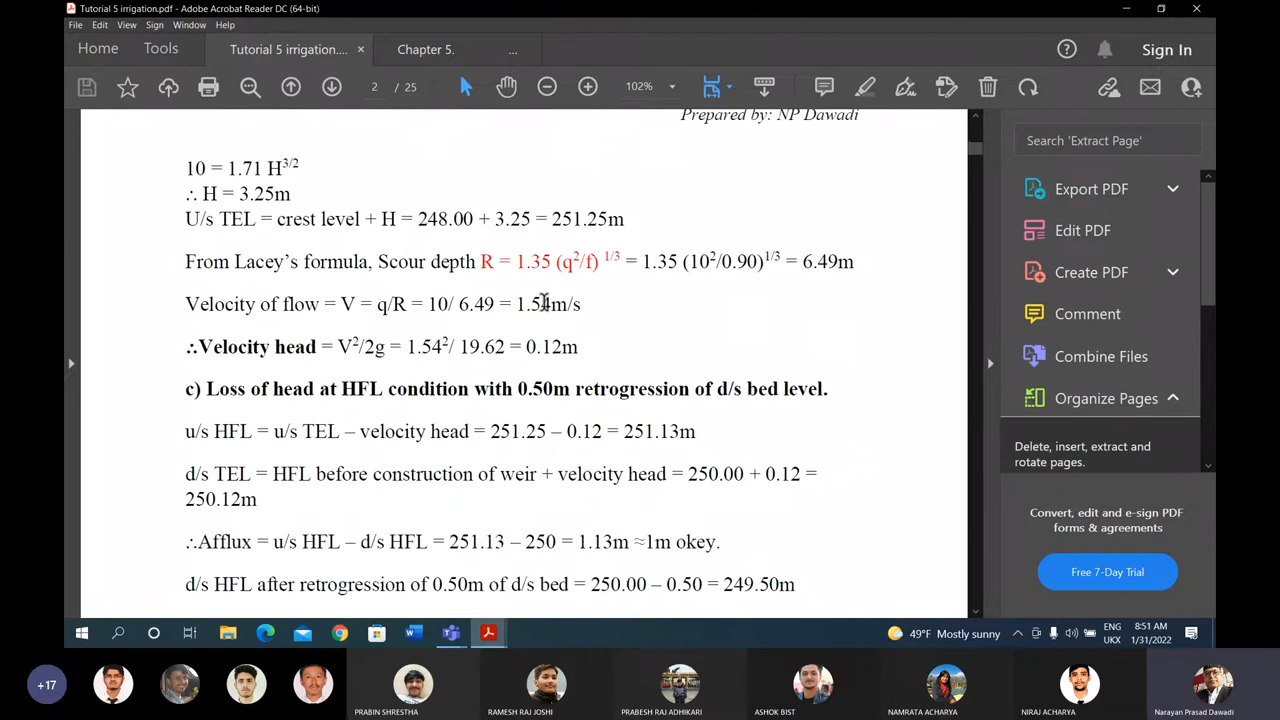 Tutorial 5 irrigation.pdf - Adobe Acrobat Reader DC (64-bit)
File Edit View Sign Window Help
Home Tools Tutorial 5 irrigation.... × Chapter 5. ... Sign In
2 / 25 102%
Prepared by: NP Dawadi
10 = 1.71 H3/2
∴ H = 3.25m
U/s TEL = crest level + H = 248.00 + 3.25 = 251.25m
From Lacey's formula, Scour depth R = 1.35 (q2/f) 1/3 = 1.35 (102/0.90)1/3 = 6.49m
Velocity of flow = V = q/R = 10/ 6.49 = 1.54m/s
∴Velocity head = V2/2g = 1.542/ 19.62 = 0.12m
c) Loss of head at HFL condition with 0.50m retrogression of d/s bed level.
u/s HFL = u/s TEL – velocity head = 251.25 – 0.12 = 251.13m
d/s TEL = HFL before construction of weir + velocity head = 250.00 + 0.12 =
250.12m
∴Afflux = u/s HFL – d/s HFL = 251.13 – 250 = 1.13m ≈1m okey.
d/s HFL after retrogression of 0.50m of d/s bed = 250.00 – 0.50 = 249.50m
Search 'Extract Page'
Export PDF
Edit PDF
Create PDF
Comment
Combine Files
Organize Pages
Delete, insert, extract and
rotate pages.
Convert, edit and e-sign PDF
forms & agreements
Free 7-Day Trial
49°F Mostly sunny
ENG
UKX
8:51 AM
1/31/2022
+17
PRABIN SHRESTHA
RAMESH RAJ JOSHI
PRABESH RAJ ADHIKARI
ASHOK BIST
NAMRATA ACHARYA
NIRAJ ACHARYA
Narayan Prasad Dawadi